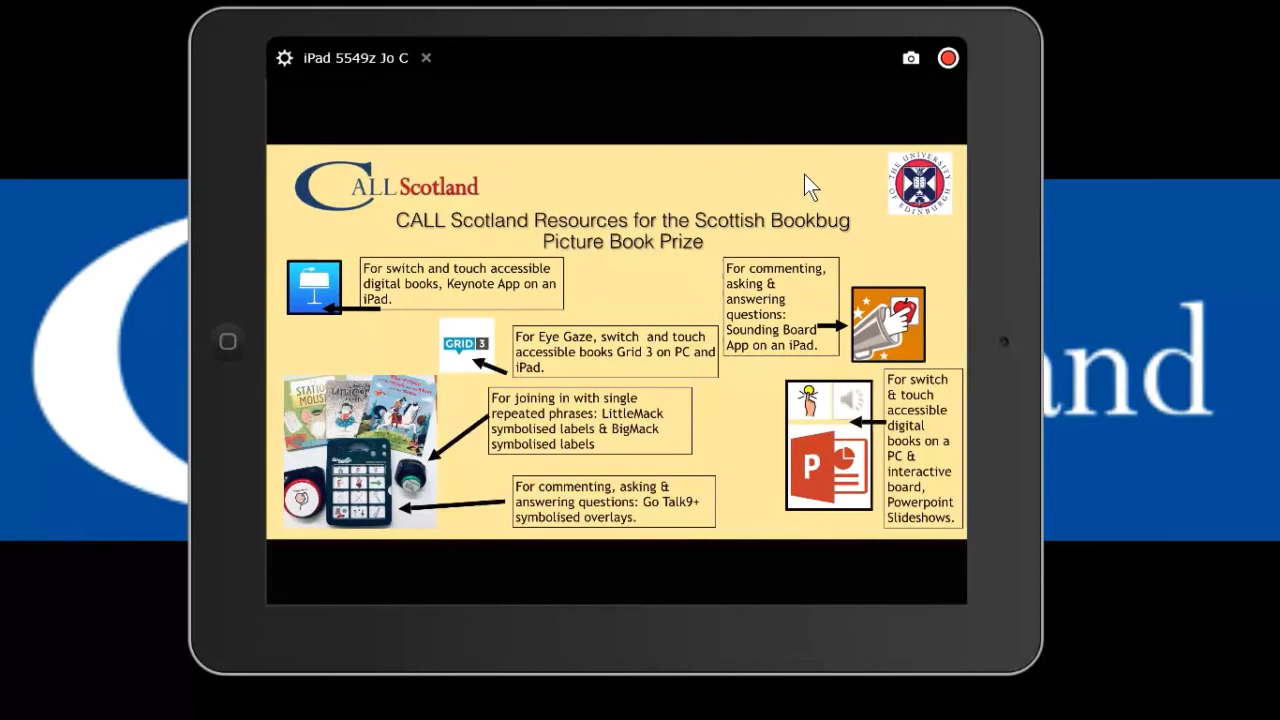 iPad 5549z Jo C
CALL Scotland
THE UNIVERSITY
OF EDINBURGH
CALL Scotland Resources for the Scottish Bookbug
Picture Book Prize
For switch and touch accessible
digital books, Keynote App on an
iPad.
For commenting,
asking &
answering
questions:
Sounding Board
App on an iPad.
GRID 3
For Eye Gaze, switch and touch
accessible books Grid 3 on PC and
iPad.
For joining in with single
repeated phrases: LittleMack
symbolised labels & BigMack
symbolised labels
For switch
& touch
accessible
digital
books on a
PC &
interactive
board,
Powerpoint
Slideshows.
P
For commenting, asking &
answering questions: Go Talk9+
symbolised overlays.
and